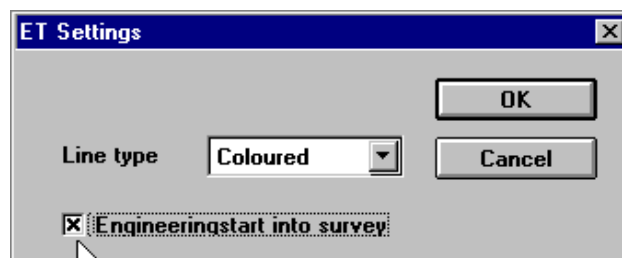 ET Settings
OK
Line type
Coloured
Cancel
Engineeringstart into survey